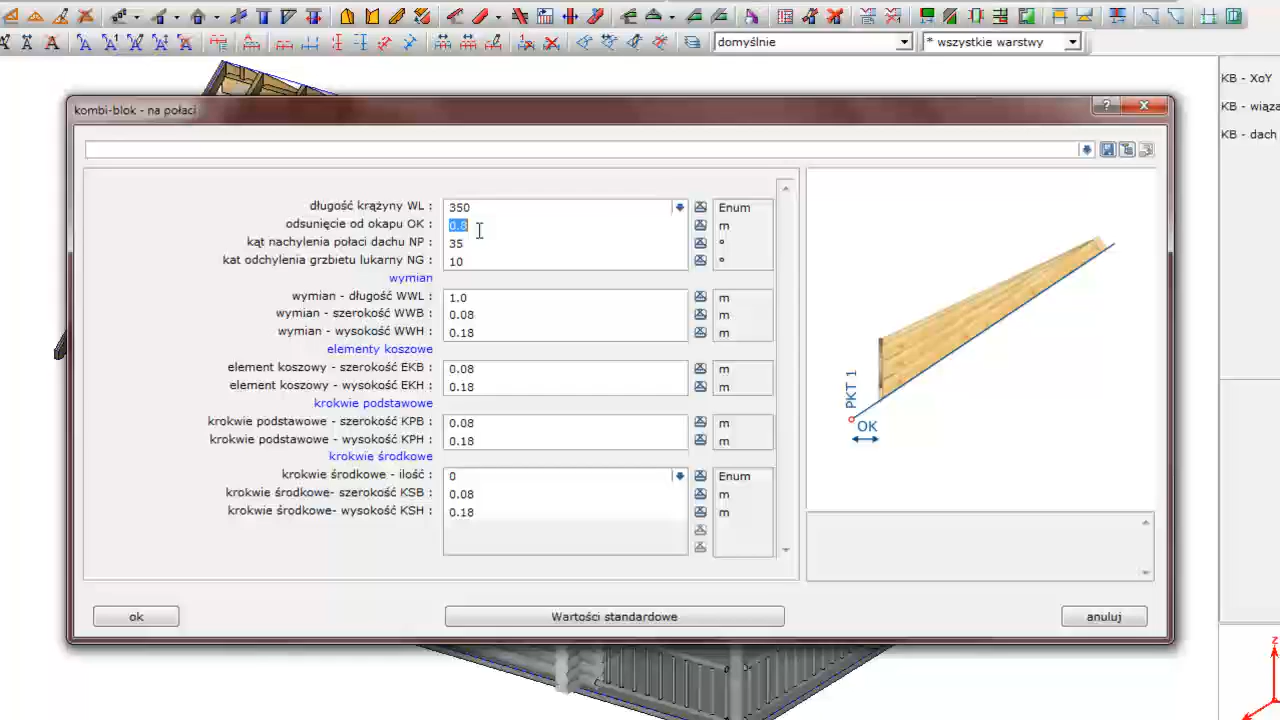 domyślnie
* wszystkie warstwy
KB - XoY
KB - wiąza
KB - dach
kombi-blok - na połaci
?
długość krążyny WL : 350 Enum
odsunięcie od okapu OK : 0.8 m
kąt nachylenia połaci dachu NP : 35 °
kat odchylenia grzbietu lukarny NG : 10 °
wymian
wymian - długość WWL : 1.0 m
wymian - szerokość WWB : 0.08 m
wymian - wysokość WWH : 0.18 m
elementy koszowe
element koszowy - szerokość EKB : 0.08 m
element koszowy - wysokość EKH : 0.18 m
krokwie podstawowe
krokwie podstawowe - szerokość KPB : 0.08 m
krokwie podstawowe - wysokość KPH : 0.18 m
krokwie środkowe
krokwie środkowe - ilość : 0 Enum
krokwie środkowe- szerokość KSB : 0.08 m
krokwie środkowe- wysokość KSH : 0.18 m
PKT 1
OK
ok
Wartości standardowe
anuluj
z